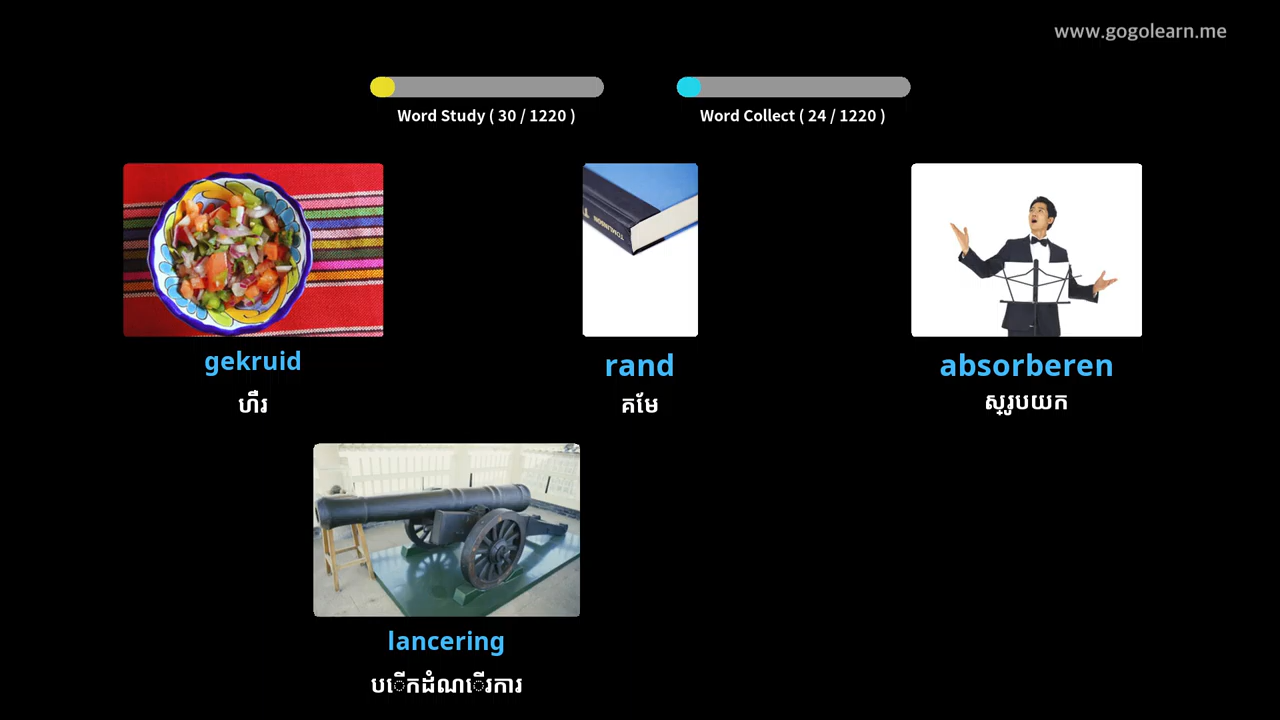 www.gogolearn.me
Word Study ( 30 / 1220 )
Word Collect ( 24 / 1220 )
TOMLINSON
gekruid
ហឹរ
rand
គមែ
absorberen
ស្រូបយក
lancering
បើកដំណើរការ